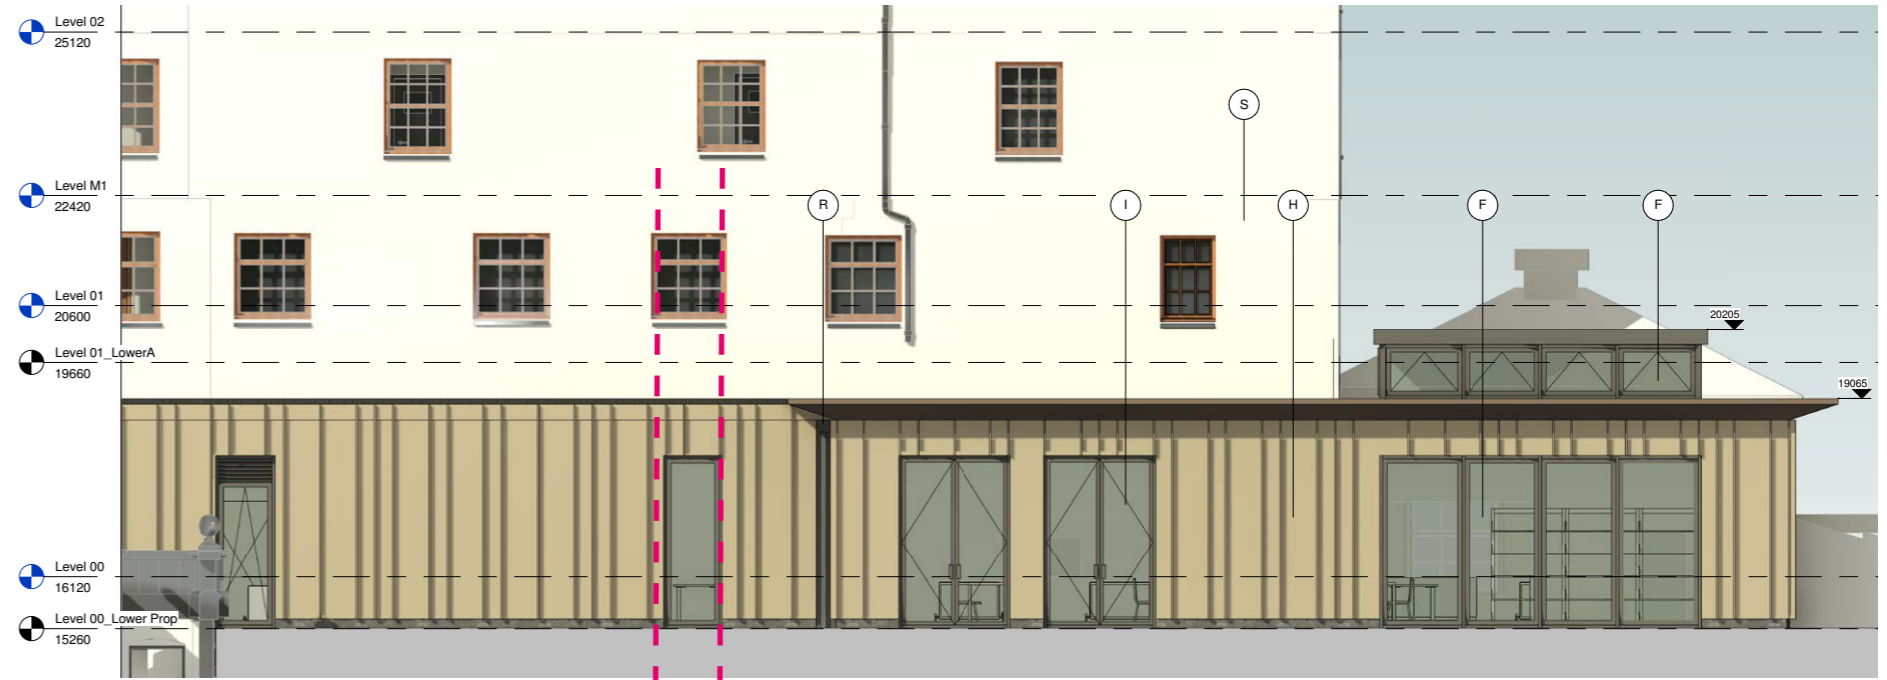 Level 02
25120
S
Level M1
22420
R
I
H
F
F
Level 01
20600
20205
Level 01_LowerA
19660
19065
Level 00
16120
Level 00_Lower Prop
15260